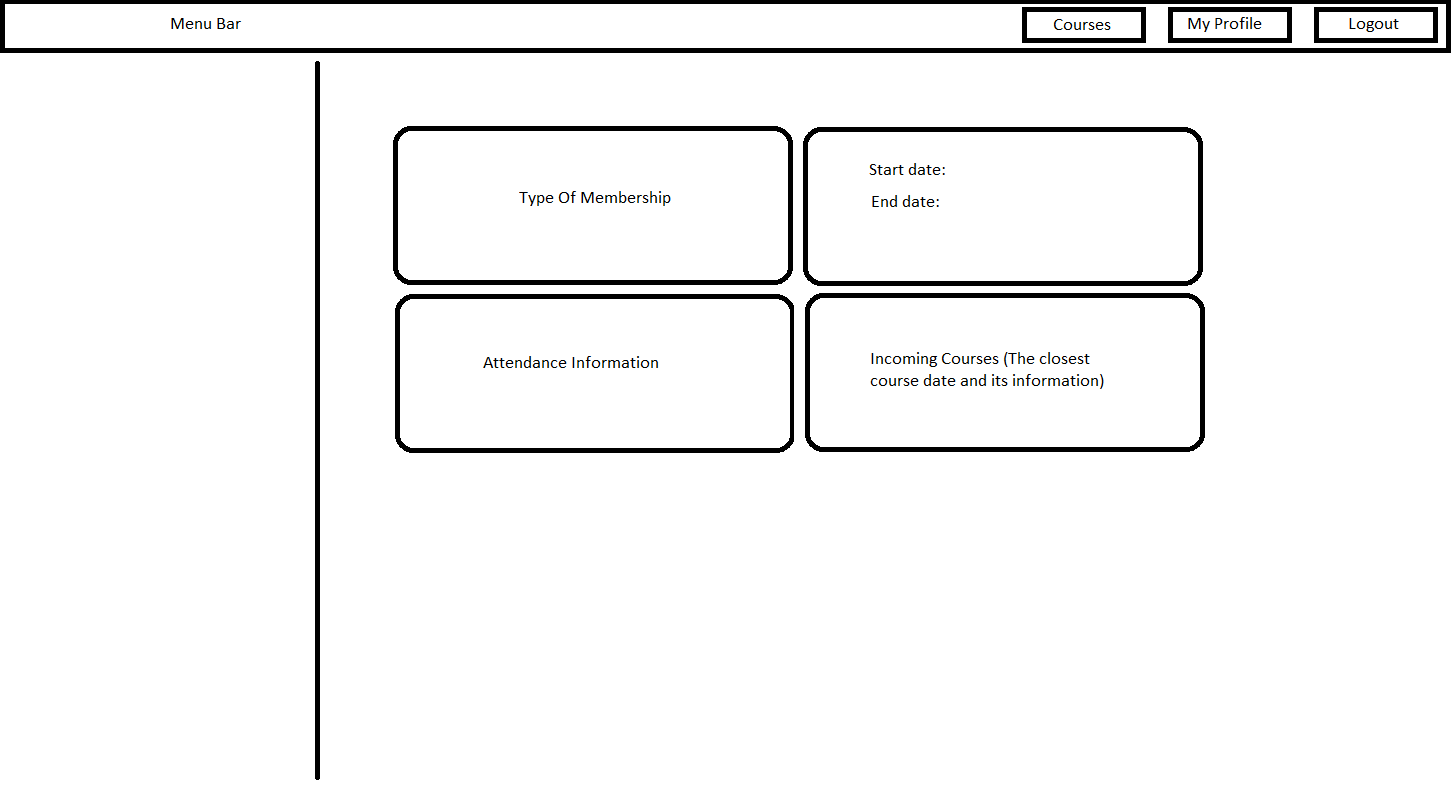 Menu Bar
Courses
My Profile
Logout
Type Of Membership
Start date:
End date:
Attendance Information
Incoming Courses (The closest
course date and its information)